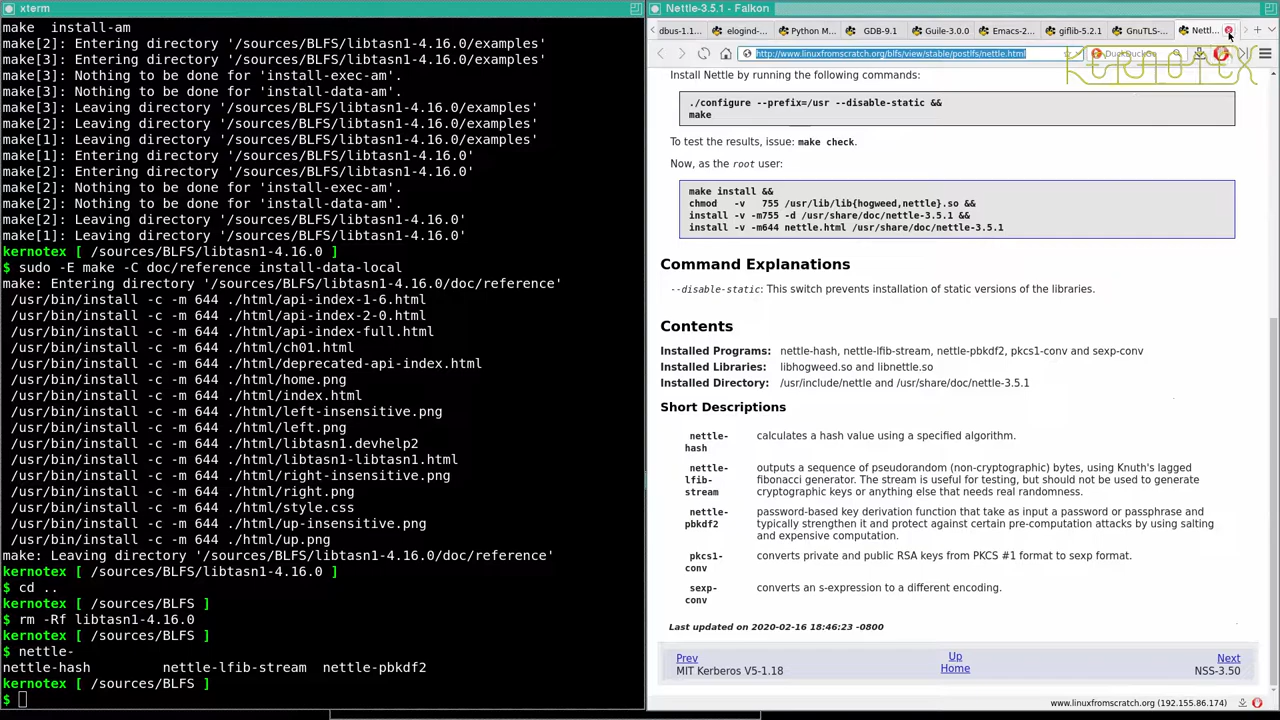 xterm
make  install-am
make[2]: Entering directory '/sources/BLFS/libtasn1-4.16.0/examples'
make[3]: Entering directory '/sources/BLFS/libtasn1-4.16.0/examples'
make[3]: Nothing to be done for 'install-exec-am'.
make[3]: Nothing to be done for 'install-data-am'.
make[3]: Leaving directory '/sources/BLFS/libtasn1-4.16.0/examples'
make[2]: Leaving directory '/sources/BLFS/libtasn1-4.16.0/examples'
make[1]: Leaving directory '/sources/BLFS/libtasn1-4.16.0/examples'
make[1]: Entering directory '/sources/BLFS/libtasn1-4.16.0'
make[2]: Entering directory '/sources/BLFS/libtasn1-4.16.0'
make[2]: Nothing to be done for 'install-exec-am'.
make[2]: Nothing to be done for 'install-data-am'.
make[2]: Leaving directory '/sources/BLFS/libtasn1-4.16.0'
make[1]: Leaving directory '/sources/BLFS/libtasn1-4.16.0'
kernotex [ /sources/BLFS/libtasn1-4.16.0 ]
$ sudo -E make -C doc/reference install-data-local
make: Entering directory '/sources/BLFS/libtasn1-4.16.0/doc/reference'
 /usr/bin/install -c -m 644 ./html/api-index-1-6.html
 /usr/bin/install -c -m 644 ./html/api-index-2-0.html
 /usr/bin/install -c -m 644 ./html/api-index-full.html
 /usr/bin/install -c -m 644 ./html/ch01.html
 /usr/bin/install -c -m 644 ./html/deprecated-api-index.html
 /usr/bin/install -c -m 644 ./html/home.png
 /usr/bin/install -c -m 644 ./html/index.html
 /usr/bin/install -c -m 644 ./html/left-insensitive.png
 /usr/bin/install -c -m 644 ./html/left.png
 /usr/bin/install -c -m 644 ./html/libtasn1.devhelp2
 /usr/bin/install -c -m 644 ./html/libtasn1-libtasn1.html
 /usr/bin/install -c -m 644 ./html/right-insensitive.png
 /usr/bin/install -c -m 644 ./html/right.png
 /usr/bin/install -c -m 644 ./html/style.css
 /usr/bin/install -c -m 644 ./html/up-insensitive.png
 /usr/bin/install -c -m 644 ./html/up.png
make: Leaving directory '/sources/BLFS/libtasn1-4.16.0/doc/reference'
kernotex [ /sources/BLFS/libtasn1-4.16.0 ]
$ cd ..
kernotex [ /sources/BLFS ]
$ rm -Rf libtasn1-4.16.0
kernotex [ /sources/BLFS ]
$ nettle-
nettle-hash         nettle-lfib-stream  nettle-pbkdf2
kernotex [ /sources/BLFS ]
$
Nettle-3.5.1 - Falkon
dbus-1.1... elogind-... Python M... GDB-9.1 Guile-3.0.0 Emacs-2... giflib-5.2.1 GnuTLS-... Nettl...
http://www.linuxfromscratch.org/blfs/view/stable/postlfs/nettle.html DuckDuckGo
KERNOTEX
Install Nettle by running the following commands:
./configure --prefix=/usr --disable-static &&
make
To test the results, issue: make check.
Now, as the root user:
make install &&
chmod   -v   755 /usr/lib/lib{hogweed,nettle}.so &&
install -v -m755 -d /usr/share/doc/nettle-3.5.1 &&
install -v -m644 nettle.html /usr/share/doc/nettle-3.5.1
Command Explanations
--disable-static: This switch prevents installation of static versions of the libraries.
Contents
Installed Programs: nettle-hash, nettle-lfib-stream, nettle-pbkdf2, pkcs1-conv and sexp-conv
Installed Libraries: libhogweed.so and libnettle.so
Installed Directory: /usr/include/nettle and /usr/share/doc/nettle-3.5.1
Short Descriptions
nettle-
hash
calculates a hash value using a specified algorithm.
nettle-
lfib-
stream
outputs a sequence of pseudorandom (non-cryptographic) bytes, using Knuth's lagged
fibonacci generator. The stream is useful for testing, but should not be used to generate
cryptographic keys or anything else that needs real randomness.
nettle-
pbkdf2
password-based key derivation function that take as input a password or passphrase and
typically strengthen it and protect against certain pre-computation attacks by using salting
and expensive computation.
pkcs1-
conv
converts private and public RSA keys from PKCS #1 format to sexp format.
sexp-
conv
converts an s-expression to a different encoding.
Last updated on 2020-02-16 18:46:23 -0800
Prev Up Next
MIT Kerberos V5-1.18 Home NSS-3.50
www.linuxfromscratch.org (192.155.86.174)